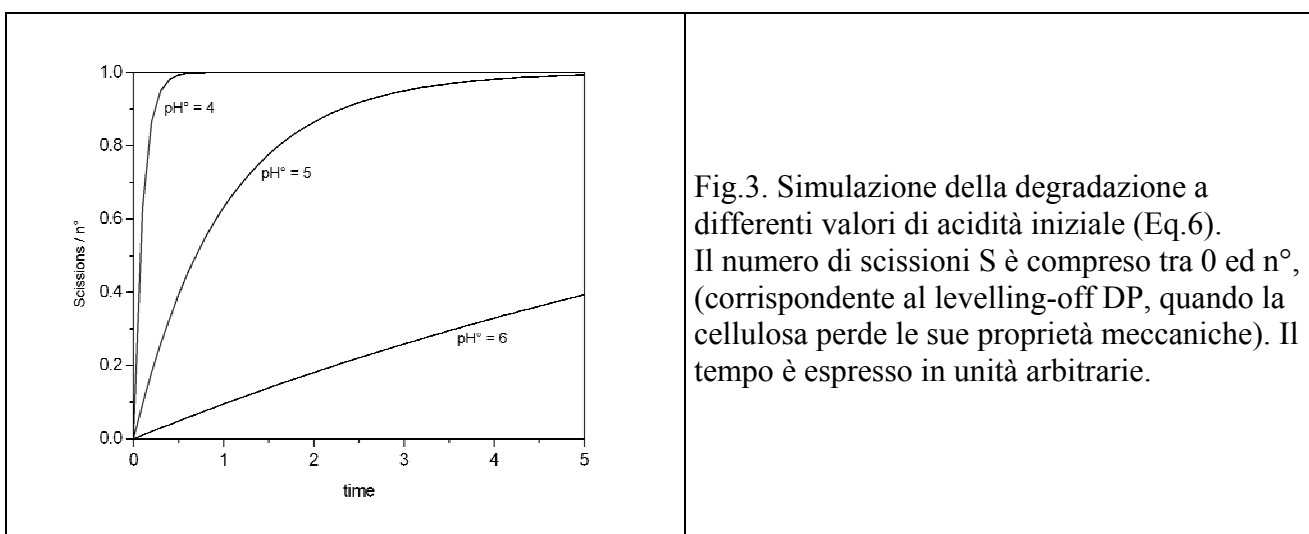 1.0
pH° = 4
0.8
pH° = 5
0.6
Scissions / n°
0.4
pH° = 6
0.2
0.0
0 1 2 3 4 5
time
Fig.3. Simulazione della degradazione a
differenti valori di acidità iniziale (Eq.6).
Il numero di scissioni S è compreso tra 0 ed n°,
(corrispondente al levelling-off DP, quando la
cellulosa perde le sue proprietà meccaniche). Il
tempo è espresso in unità arbitrarie.